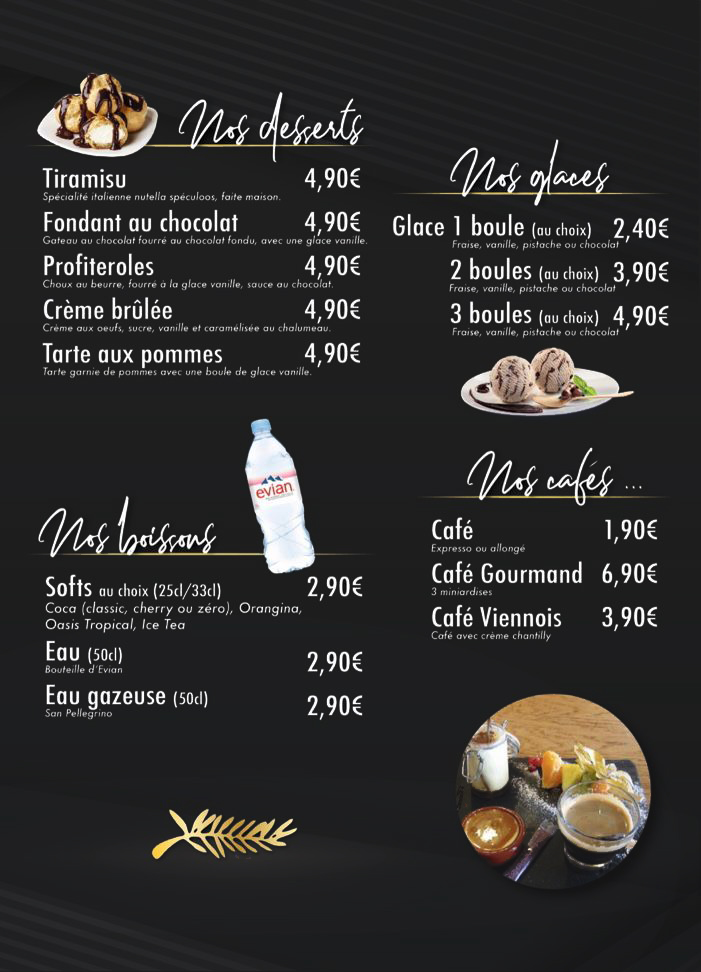 Nos desserts
Tiramisu 4,90€
Spécialité italienne nutella spéculoos, faite maison.
Fondant au chocolat 4,90€
Gateau au chocolat fourré au chocolat fondu, avec une glace vanille.
Profiteroles 4,90€
Choux au beurre, fourré à la glace vanille, sauce au chocolat.
Crème brûlée 4,90€
Crème aux oeufs, sucre, vanille et caramélisée au chalumeau.
Tarte aux pommes 4,90€
Tarte garnie de pommes avec une boule de glace vanille.
Nos glaces
Glace 1 boule (au choix) 2,40€
Fraise, vanille, pistache ou chocolat
2 boules (au choix) 3,90€
Fraise, vanille, pistache ou chocolat
3 boules (au choix) 4,90€
Fraise, vanille, pistache ou chocolat
evian
Nos boissons
Softs au choix (25cl/33cl) 2,90€
Coca (classic, cherry ou zéro), Orangina,
Oasis Tropical, Ice Tea
Eau (50cl) 2,90€
Bouteille d'Evian
Eau gazeuse (50cl) 2,90€
San Pellegrino
Nos cafés ...
Café 1,90€
Expresso ou allongé
Café Gourmand 6,90€
3 miniardises
Café Viennois 3,90€
Café avec crème chantilly